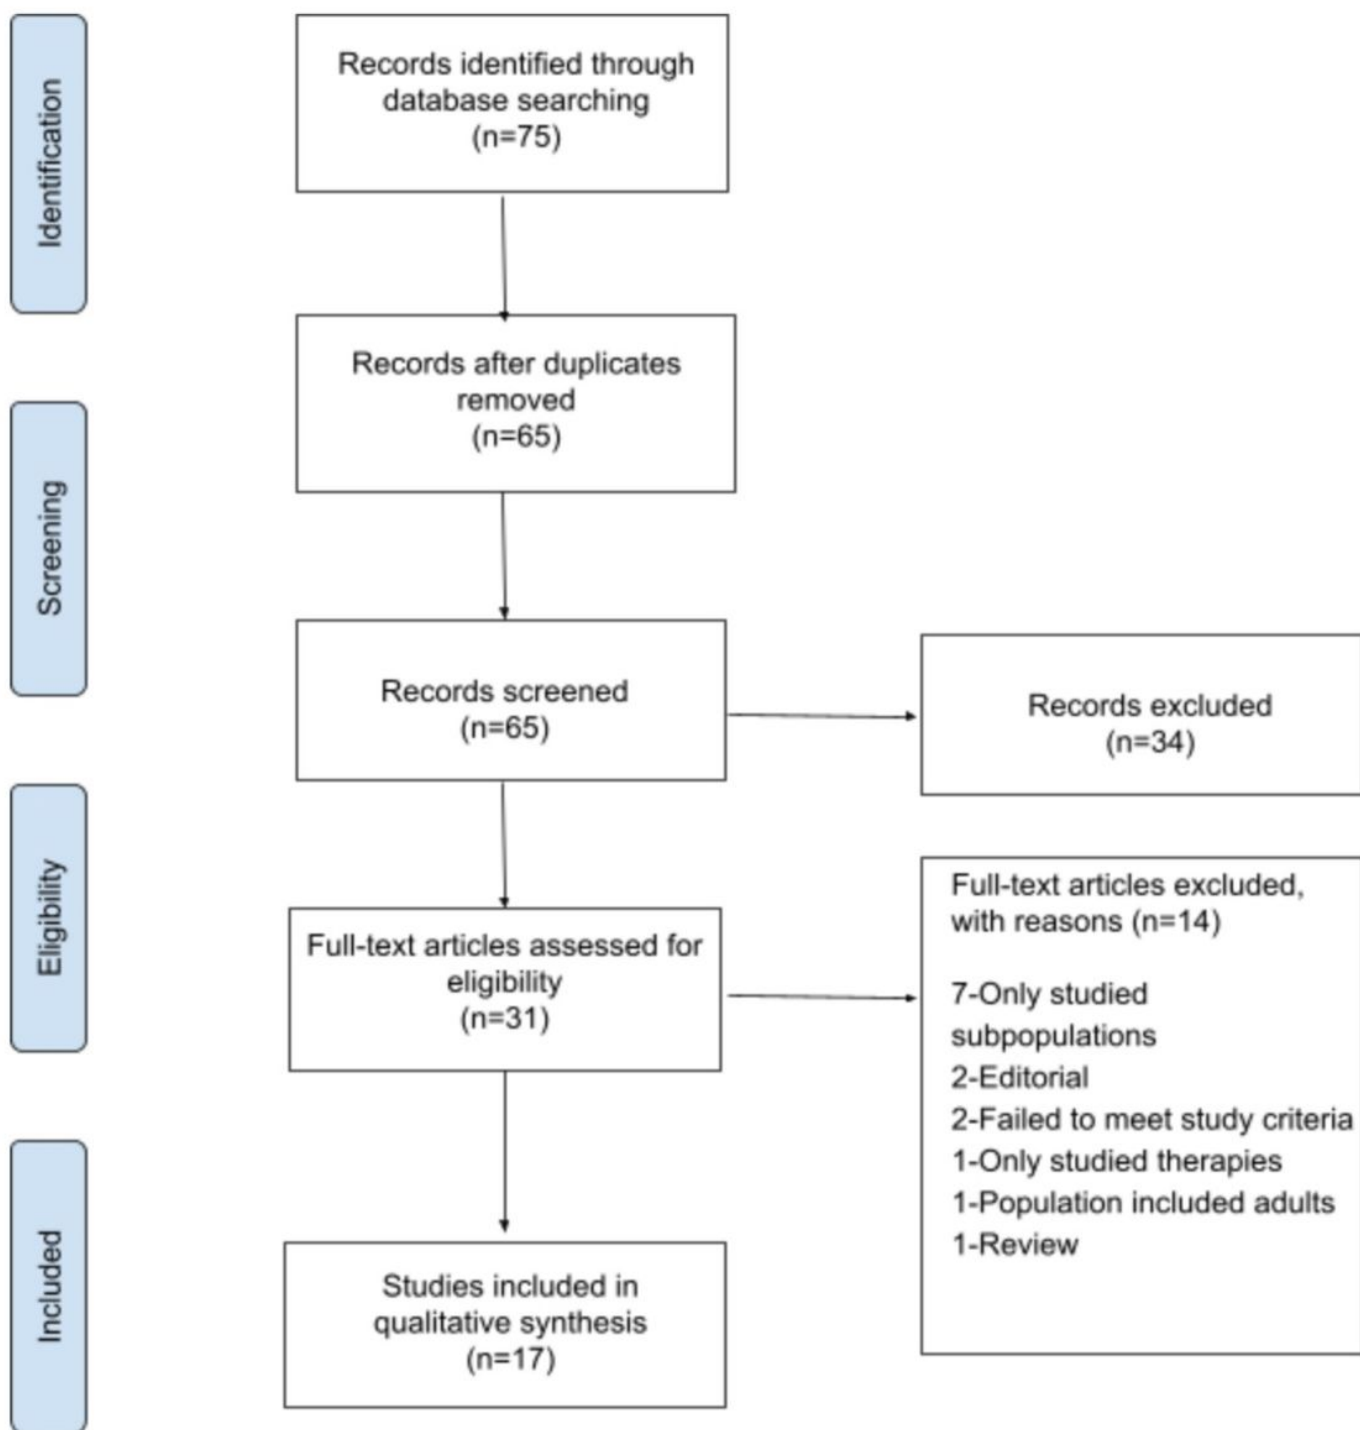 Identification
Records identified through
database searching
(n=75)
Records after duplicates
removed
(n=65)
Screening
Records screened
(n=65)
Records excluded
(n=34)
Eligibility
Full-text articles assessed for
eligibility
(n=31)
Full-text articles excluded,
with reasons (n=14)
7-Only studied
subpopulations
2-Editorial
2-Failed to meet study criteria
1-Only studied therapies
1-Population included adults
1-Review
Included
Studies included in
qualitative synthesis
(n=17)